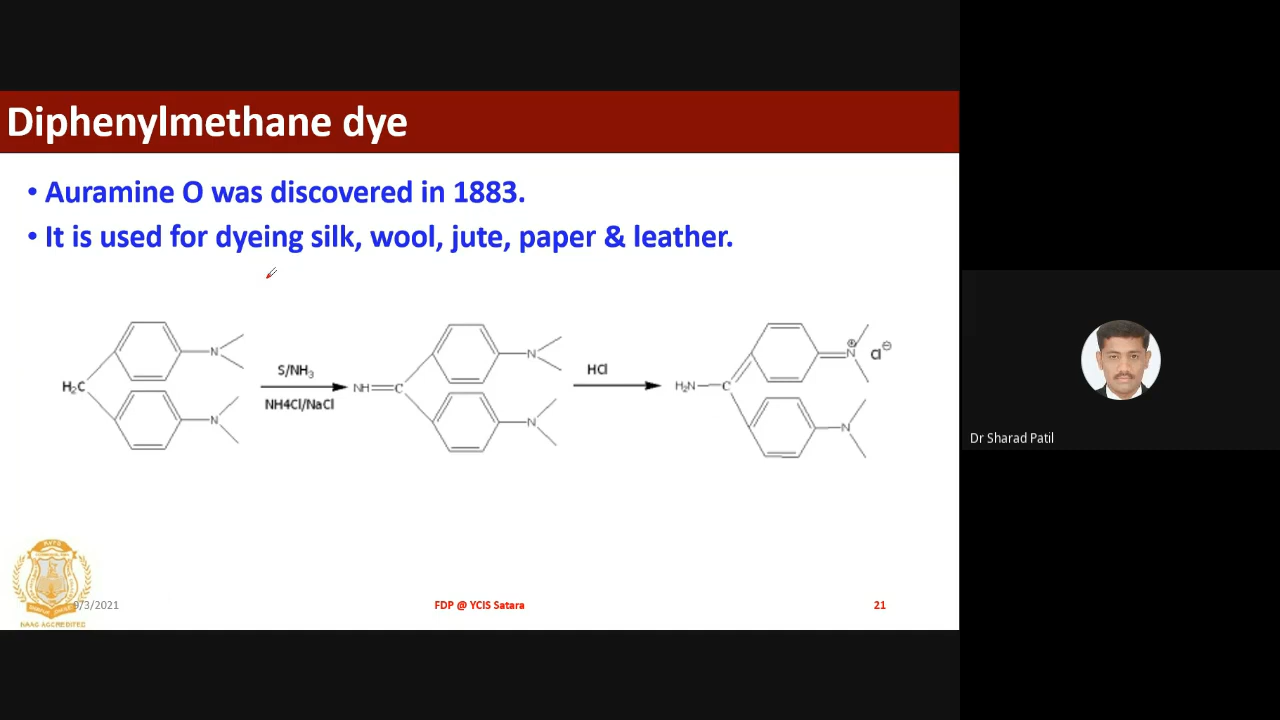 Diphenylmethane dye
• Auramine O was discovered in 1883.
• It is used for dyeing silk, wool, jute, paper & leather.
H₂C
N
N
S/NH₃
NH4Cl/NaCl
NH
C
N
N
HCl
H₂N
C
N⊕
Cl⊖
N
Dr Sharad Patil
9/3/2021
FDP @ YCIS Satara
21
NAAC ACCREDITED